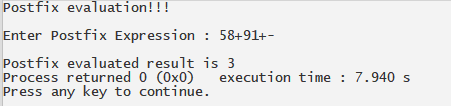 Postfix evaluation!!!
Enter Postfix Expression : 58+91+-
Postfix evaluated result is 3
Process returned 0 (0x0)   execution time : 7.940 s
Press any key to continue.